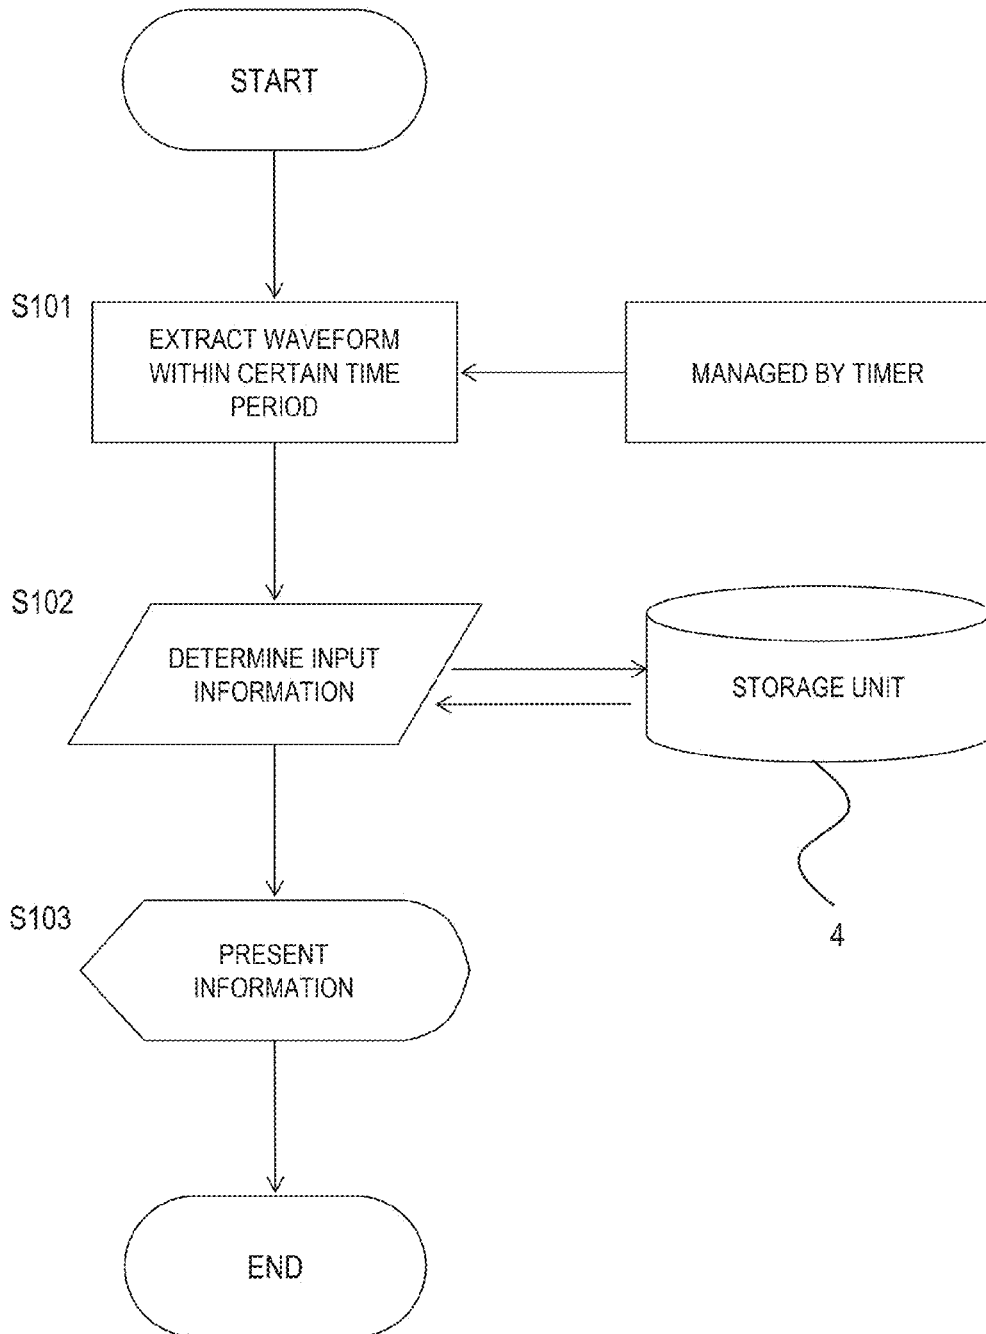 START
S101
EXTRACT WAVEFORM
WITHIN CERTAIN TIME
PERIOD
MANAGED BY TIMER
S102
DETERMINE INPUT
INFORMATION
STORAGE UNIT
4
S103
PRESENT
INFORMATION
END